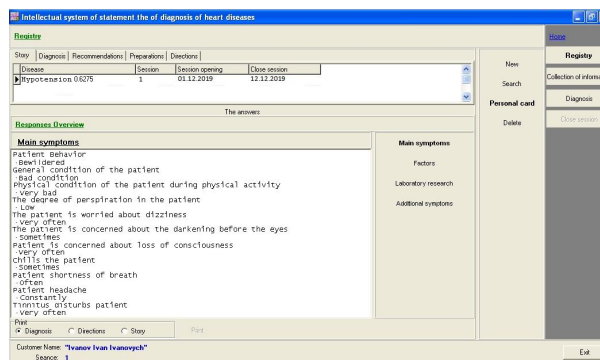 Intellectual system of statement the of diagnosis of heart diseases
Registry
Home
Story Diagnosis Recommendations Preparations Directions
Disease Session Session opening Close session
Hypotension 0.6275 1 01.12.2019 12.12.2019
New
Search
Personal card
Delete
Registry
Collection of informa
Diagnosis
Close session
The answers
Responses Overview
Main symptoms
Patient Behavior
-Bewildered
General condition of the patient
-Bad condition
Physical condition of the patient during physical activity
-Very bad
The degree of perspiration in the patient
-Low
The patient is worried about dizziness
-Very often
The patient is concerned about the darkening before the eyes
-Sometimes
Patient is concerned about loss of consciousness
-Very often
Chills the patient
-Sometimes
Patient shortness of breath
-Often
Patient headache
-Constantly
Tinnitus disturbs patient
-Very often
Main symptoms
Factors
Laboratory research
Additional symptoms
Print
Diagnosis Directions Story Print
Customer Name: "Ivanov Ivan Ivanovych"
Seance: 1
Exit